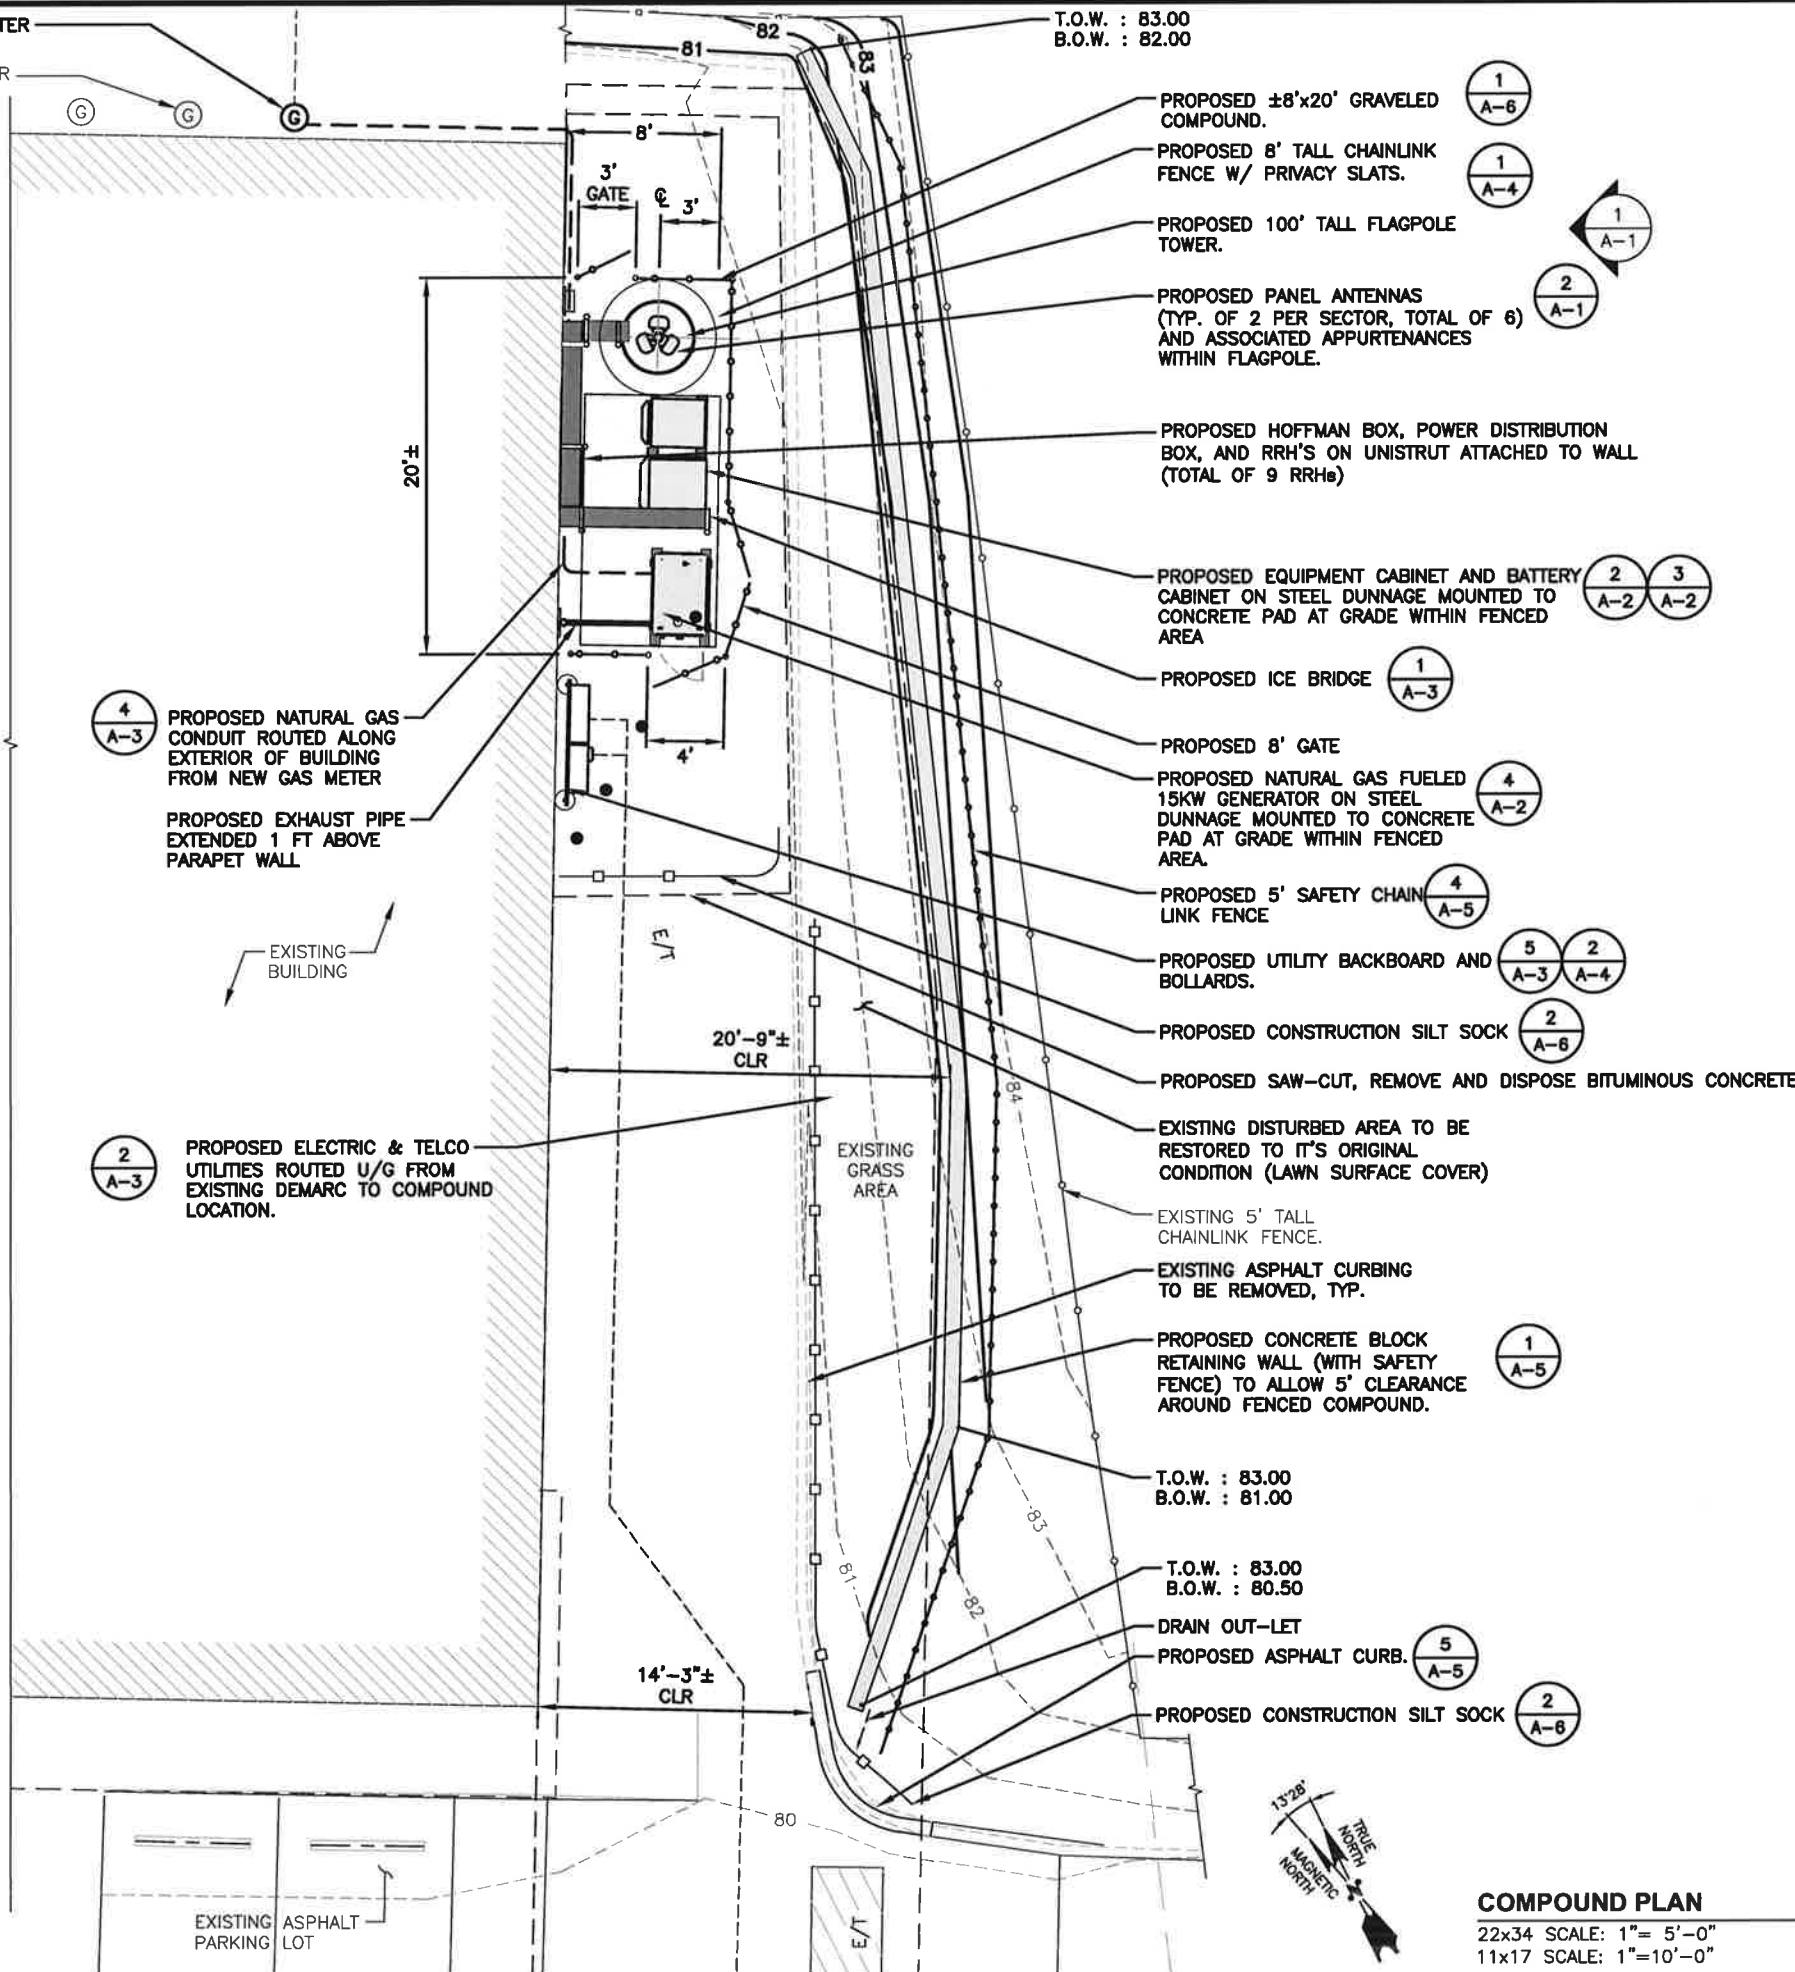 TER
R
G
G
G
81
82
83
8'
3'
GATE
℄
3'
20'±
4'
T.O.W. : 83.00
B.O.W. : 82.00
PROPOSED ±8'x20' GRAVELED
COMPOUND.
1
A-6
PROPOSED 8' TALL CHAINLINK
FENCE W/ PRIVACY SLATS.
1
A-4
PROPOSED 100' TALL FLAGPOLE
TOWER.
1
A-1
PROPOSED PANEL ANTENNAS
(TYP. OF 2 PER SECTOR, TOTAL OF 6)
AND ASSOCIATED APPURTENANCES
WITHIN FLAGPOLE.
2
A-1
PROPOSED HOFFMAN BOX, POWER DISTRIBUTION
BOX, AND RRH'S ON UNISTRUT ATTACHED TO WALL
(TOTAL OF 9 RRHs)
PROPOSED EQUIPMENT CABINET AND BATTERY
CABINET ON STEEL DUNNAGE MOUNTED TO
CONCRETE PAD AT GRADE WITHIN FENCED
AREA
2
A-2
3
A-2
PROPOSED ICE BRIDGE
1
A-3
PROPOSED 8' GATE
PROPOSED NATURAL GAS FUELED
15KW GENERATOR ON STEEL
DUNNAGE MOUNTED TO CONCRETE
PAD AT GRADE WITHIN FENCED
AREA.
4
A-2
PROPOSED 5' SAFETY CHAIN
LINK FENCE
4
A-5
PROPOSED UTILITY BACKBOARD AND
BOLLARDS.
5
A-3
2
A-4
PROPOSED CONSTRUCTION SILT SOCK
2
A-6
PROPOSED SAW-CUT, REMOVE AND DISPOSE BITUMINOUS CONCRETE
EXISTING DISTURBED AREA TO BE
RESTORED TO IT'S ORIGINAL
CONDITION (LAWN SURFACE COVER)
EXISTING 5' TALL
CHAINLINK FENCE.
EXISTING ASPHALT CURBING
TO BE REMOVED, TYP.
PROPOSED CONCRETE BLOCK
RETAINING WALL (WITH SAFETY
FENCE) TO ALLOW 5' CLEARANCE
AROUND FENCED COMPOUND.
1
A-5
T.O.W. : 83.00
B.O.W. : 81.00
T.O.W. : 83.00
B.O.W. : 80.50
DRAIN OUT-LET
PROPOSED ASPHALT CURB.
5
A-5
PROPOSED CONSTRUCTION SILT SOCK
2
A-6
4
A-3
PROPOSED NATURAL GAS
CONDUIT ROUTED ALONG
EXTERIOR OF BUILDING
FROM NEW GAS METER
PROPOSED EXHAUST PIPE
EXTENDED 1 FT ABOVE
PARAPET WALL
EXISTING
BUILDING
E/T
20'-9"±
CLR
2
A-3
PROPOSED ELECTRIC & TELCO
UTILITIES ROUTED U/G FROM
EXISTING DEMARC TO COMPOUND
LOCATION.
EXISTING
GRASS
AREA
84
83
82
81
14'-3"±
CLR
80
E/T
EXISTING ASPHALT
PARKING LOT
13°28'
TRUE
NORTH
MAGNETIC
NORTH
COMPOUND PLAN
22x34 SCALE: 1"= 5'-0"
11x17 SCALE: 1"=10'-0"